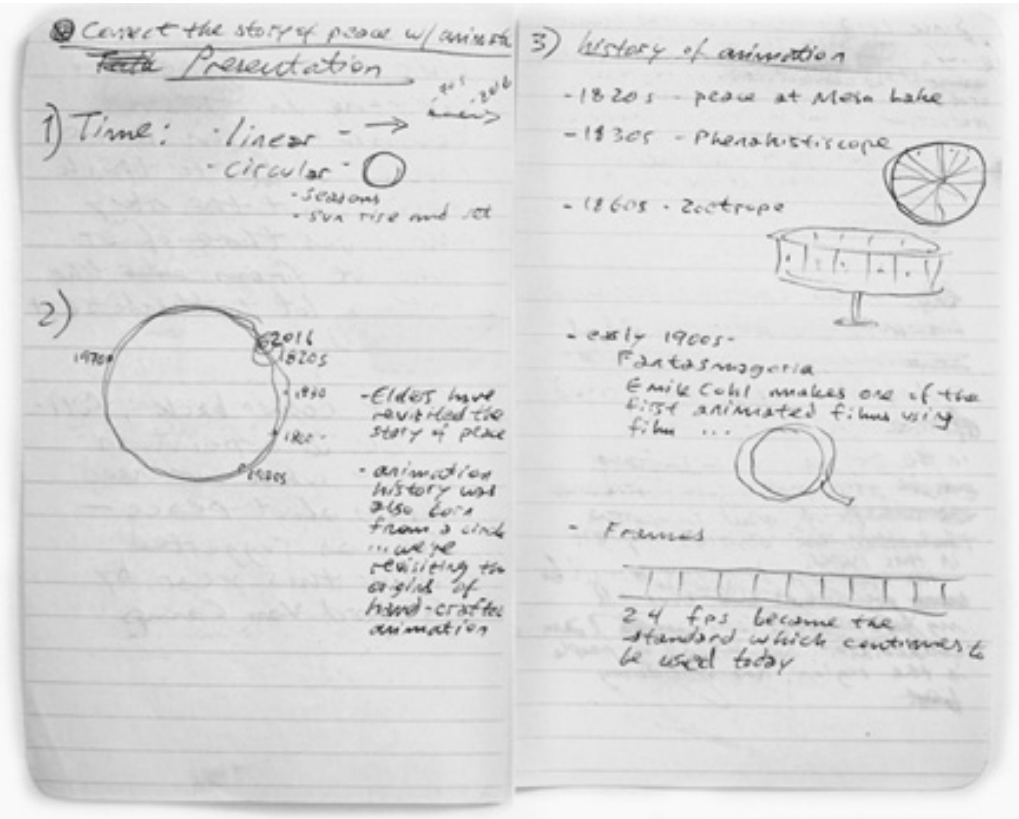 Connect the story of peace w/ animata
Presentation
1) Time: - linear - →
- circular -
- seasons
- sun rise and set
2)
2016
1820s
1970
1830
1860
1900s
- Elders have
revisited the
story of peace
- animation
history was
also born
from a circle
... we're
revisiting the
origins of
hand-crafted
animation
3) history of animation
- 1820s - peace at Mesa Lake
- 1830s - Phenakistiscope
- 1860s - Zoetrope
- early 1900s -
Fantasmagoria
Emile Cohl makes one of the
first animated films using
film ...
- Frames
24 fps became the
standard which continues to
be used today